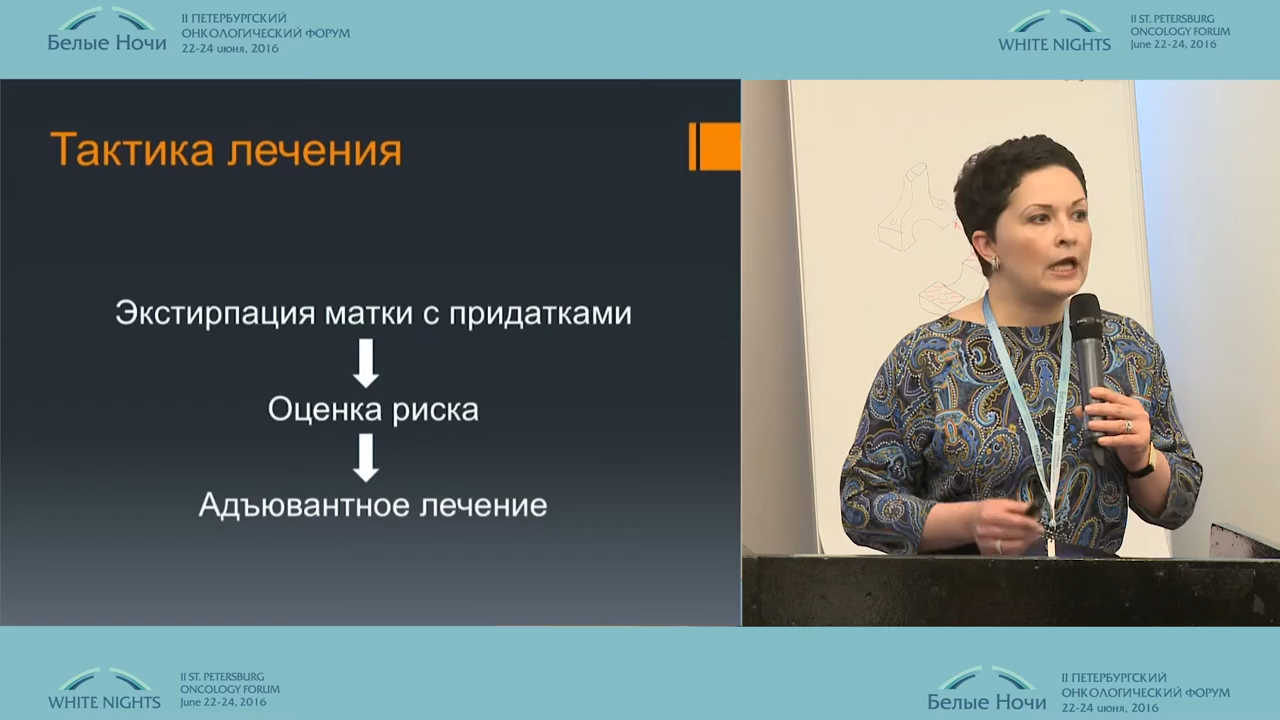 Белые Ночи
II ПЕТЕРБУРГСКИЙ
ОНКОЛОГИЧЕСКИЙ ФОРУМ
22-24 июня, 2016
WHITE NIGHTS
II ST. PETERSBURG
ONCOLOGY FORUM
June 22-24, 2016
Тактика лечения
Экстирпация матки с придатками
Оценка риска
Адъювантное лечение
WHITE NIGHTS
II ST. PETERSBURG
ONCOLOGY FORUM
June 22-24, 2016
Белые Ночи
II ПЕТЕРБУРГСКИЙ
ОНКОЛОГИЧЕСКИЙ ФОРУМ
22-24 июня, 2016